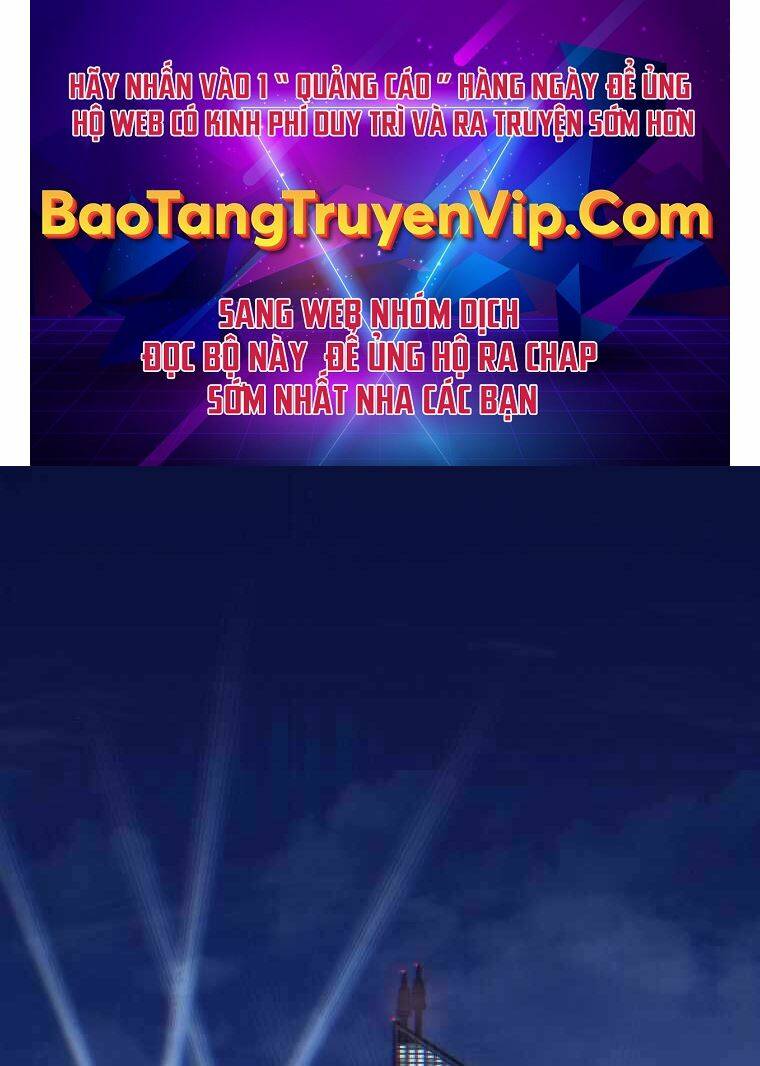 HÃY NHẤN VÀO 1 “ QUẢNG CÁO ” HÀNG NGÀY ĐỂ ỦNG
HỘ WEB CÓ KINH PHÍ DUY TRÌ VÀ RA TRUYỆN SỚM HƠN
BaoTangTruyenVip.Com
SANG WEB NHÓM DỊCH
ĐỌC BỘ NÀY ĐỂ ỦNG HỘ RA CHAP
SỚM NHẤT NHA CÁC BẠN